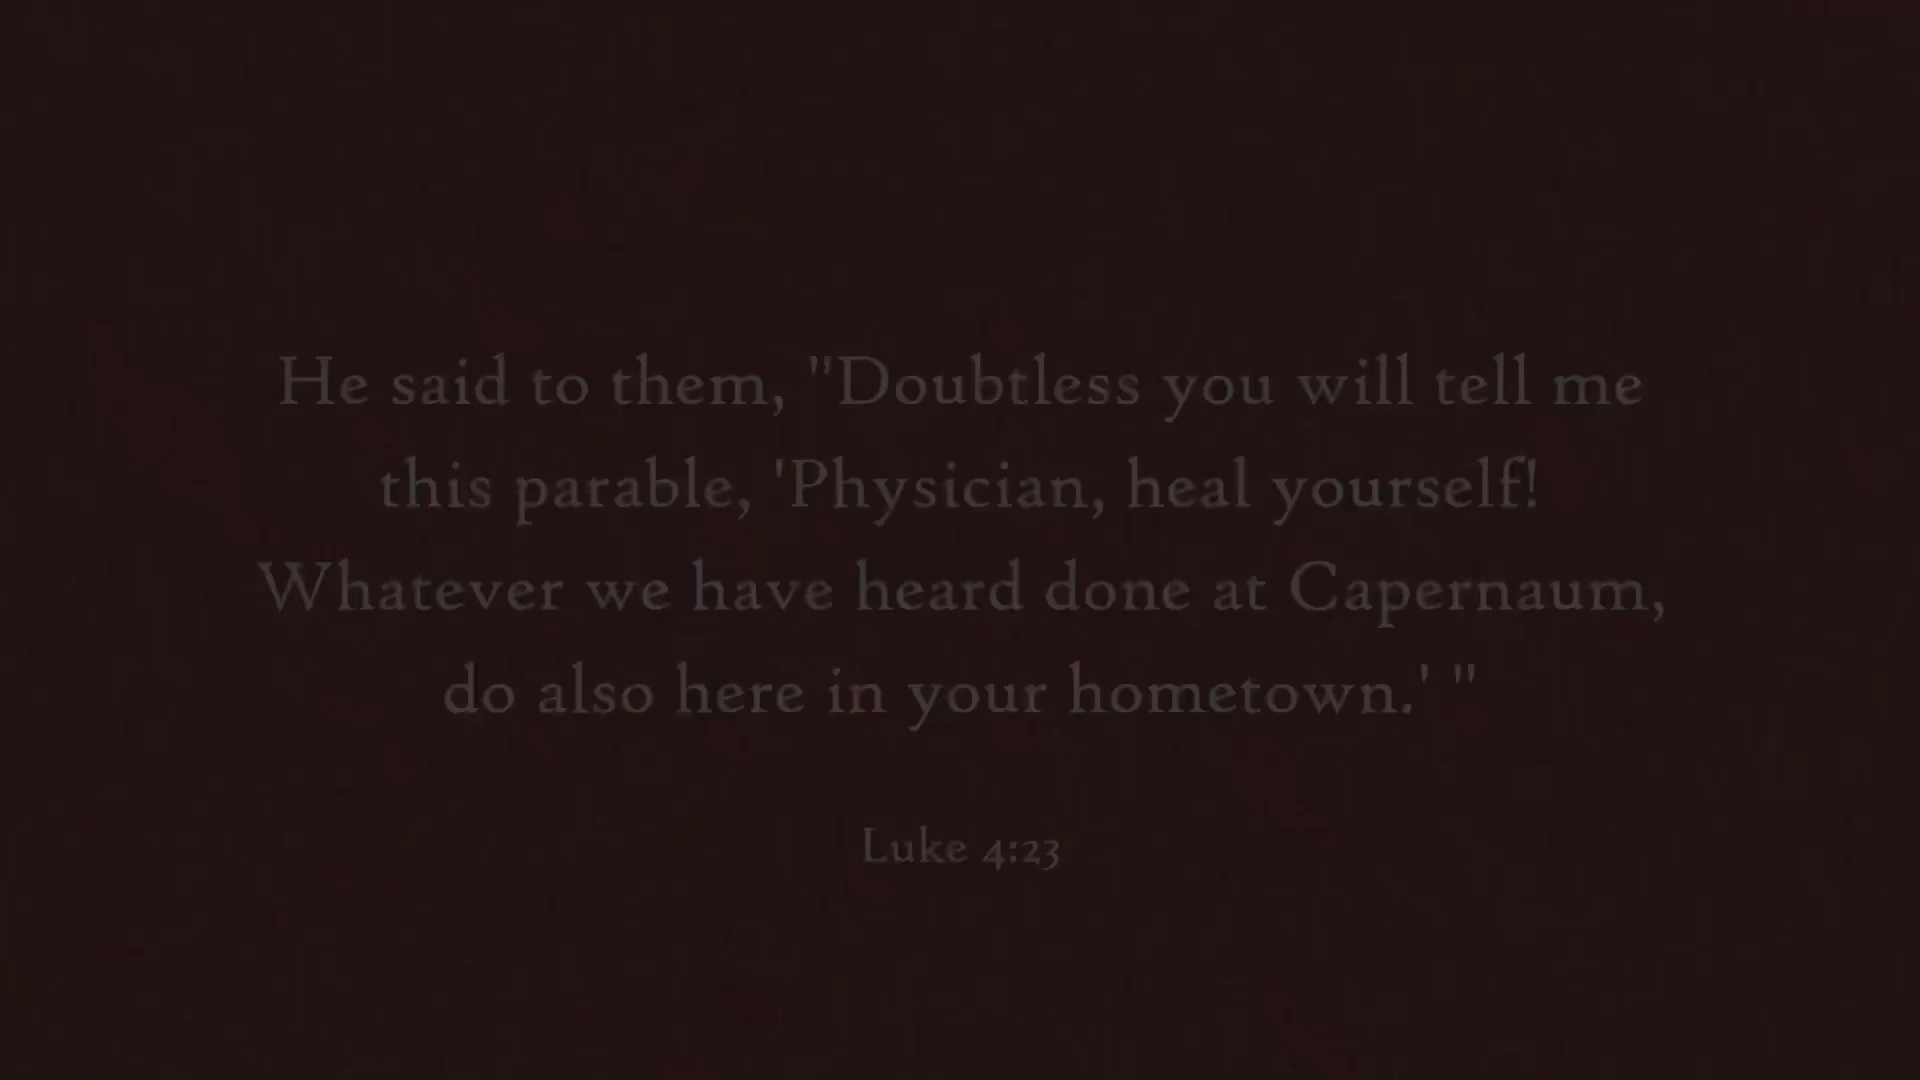 He said to them, "Doubtless you will tell me
this parable, 'Physician, heal yourself!
Whatever we have heard done at Capernaum,
do also here in your hometown.' "
Luke 4:23